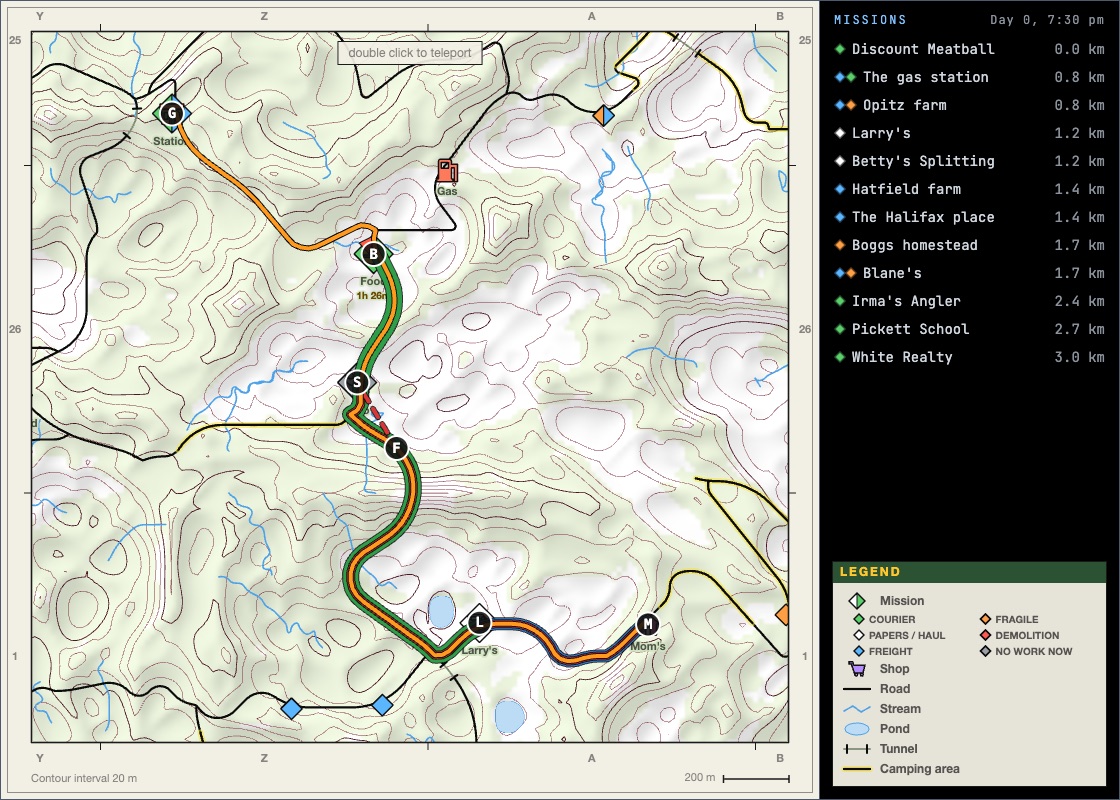 Y Z A B
25 25
double click to teleport
G
Station
Gas
B
Food
1h 26m
26 26
S
F
L
M
Larry's
Mom's
1 1
Y Z A B
Contour interval 20 m
200 m
MISSIONS Day 0, 7:30 pm
Discount Meatball 0.0 km
The gas station 0.8 km
Opitz farm 0.8 km
Larry's 1.2 km
Betty's Splitting 1.2 km
Hatfield farm 1.4 km
The Halifax place 1.4 km
Boggs homestead 1.7 km
Blane's 1.7 km
Irma's Angler 2.4 km
Pickett School 2.7 km
White Realty 3.0 km
LEGEND
Mission
COURIER FRAGILE
PAPERS / HAUL DEMOLITION
FREIGHT NO WORK NOW
Shop
Road
Stream
Pond
Tunnel
Camping area